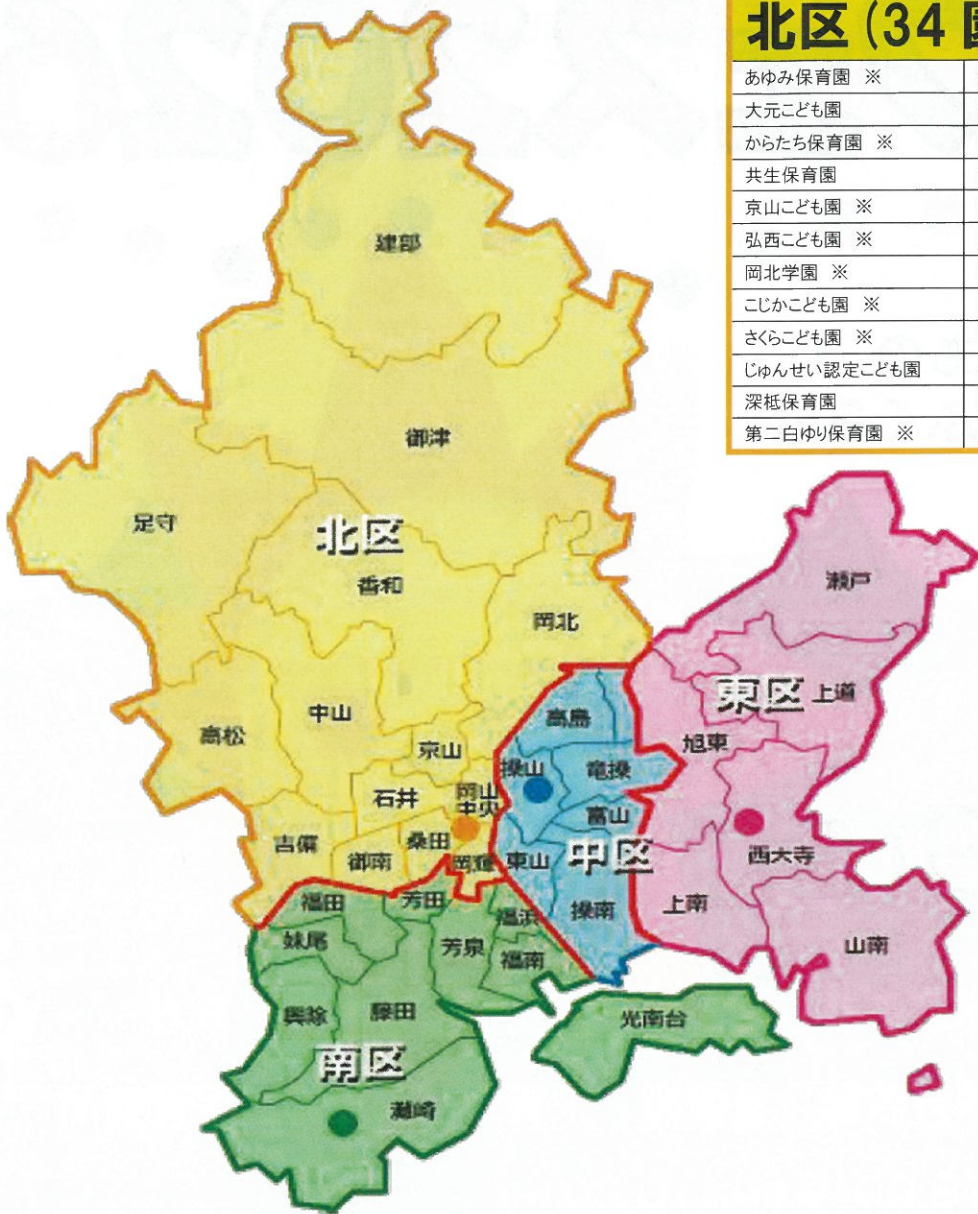 北区（34
あゆみ保育園 ※
大元こども園
からたち保育園 ※
共生保育園
京山こども園 ※
弘西こども園 ※
岡北学園 ※
こじかこども園 ※
さくらこども園 ※
じゅんせい認定こども園
深柢保育園
第二白ゆり保育園 ※
建部
御津
足守
北区
香和
岡北
瀬戸
東区
上道
高松
中山
高島
旭東
京山
操山
竜操
石井
岡山
中央
富山
吉備
御南
桑田
岡輝
東山
中区
西大寺
福田
芳田
福浜
操南
上南
妹尾
芳泉
福南
山南
興除
藤田
光南台
南区
灘崎